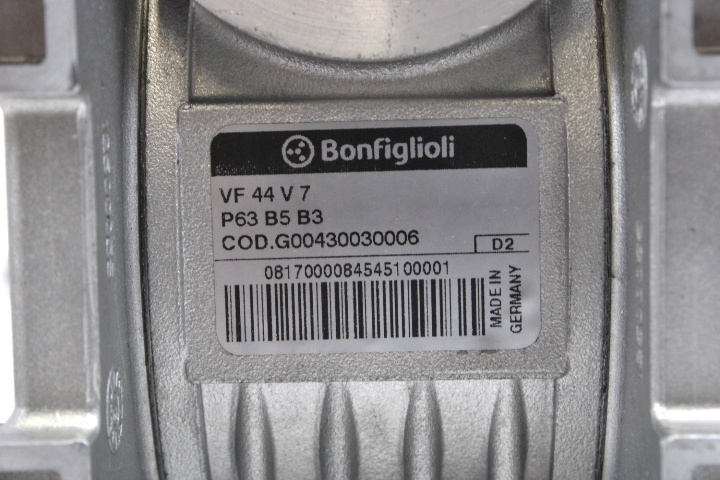 Bonfiglioli
VF 44 V 7
P63 B5 B3
COD.G00430030006
D2
0817000084545100001
MADE IN
GERMANY